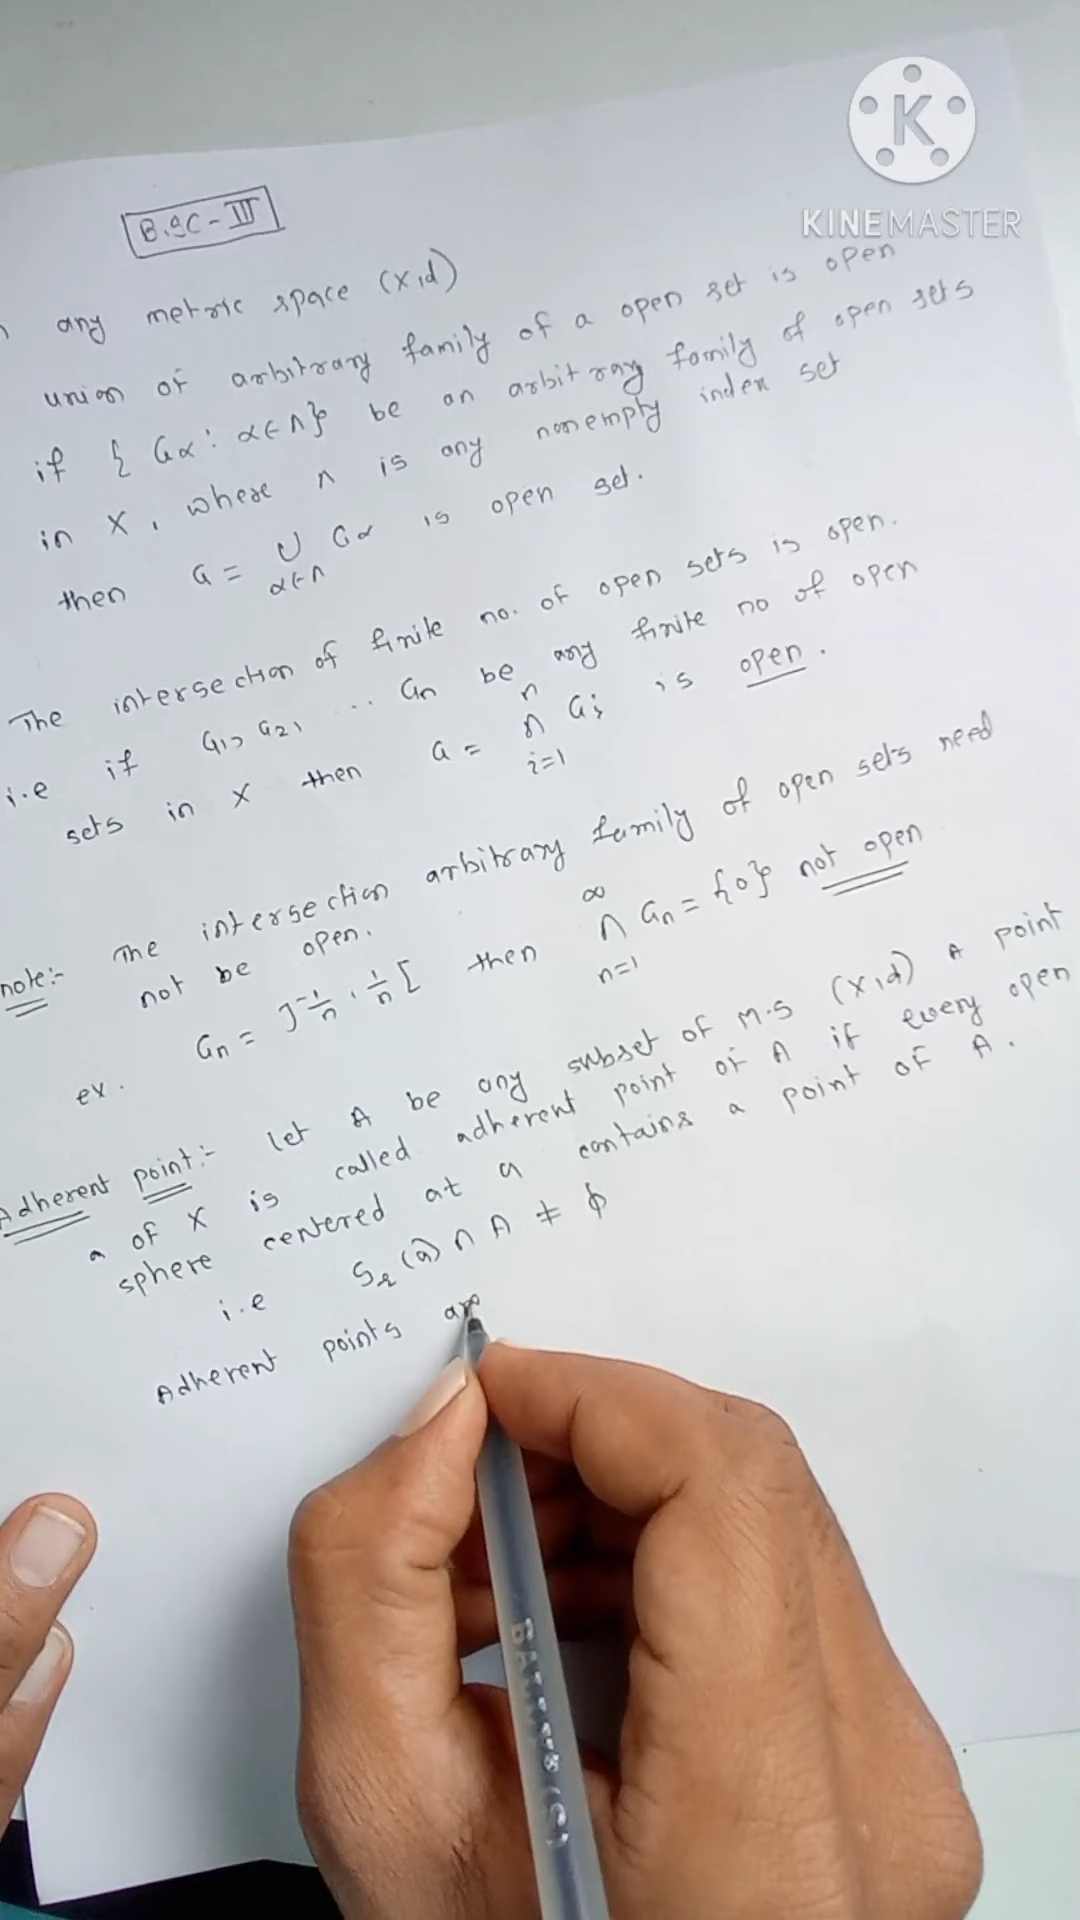 K
KINEMASTER
B.SC-III
any metric space (X,d)
union of arbitrary family of a open set is open
if { Gα : α∈Λ} be an arbitrary family of open sets
in X, where Λ is any nonempty index set
then G = ∪ Gα is open set.
α∈Λ
The intersection of finite no. of open sets is open.
i.e if G1, G2, ... Gn be any finite no of open
sets in X then G = n ∩ Gi is open.
i=1
note:- The intersection arbitrary family of open sets need
not be open.
ex. Gn = ]-1/n, 1/n[ then ∞ ∩ Gn = {0} not open
n=1
Adherent point:- let A be any subset of M.S (X,d) A point
a of X is called adherent point of A if every open
sphere centered at a contains a point of A.
i.e Sr(a) ∩ A ≠ ϕ
Adherent points are